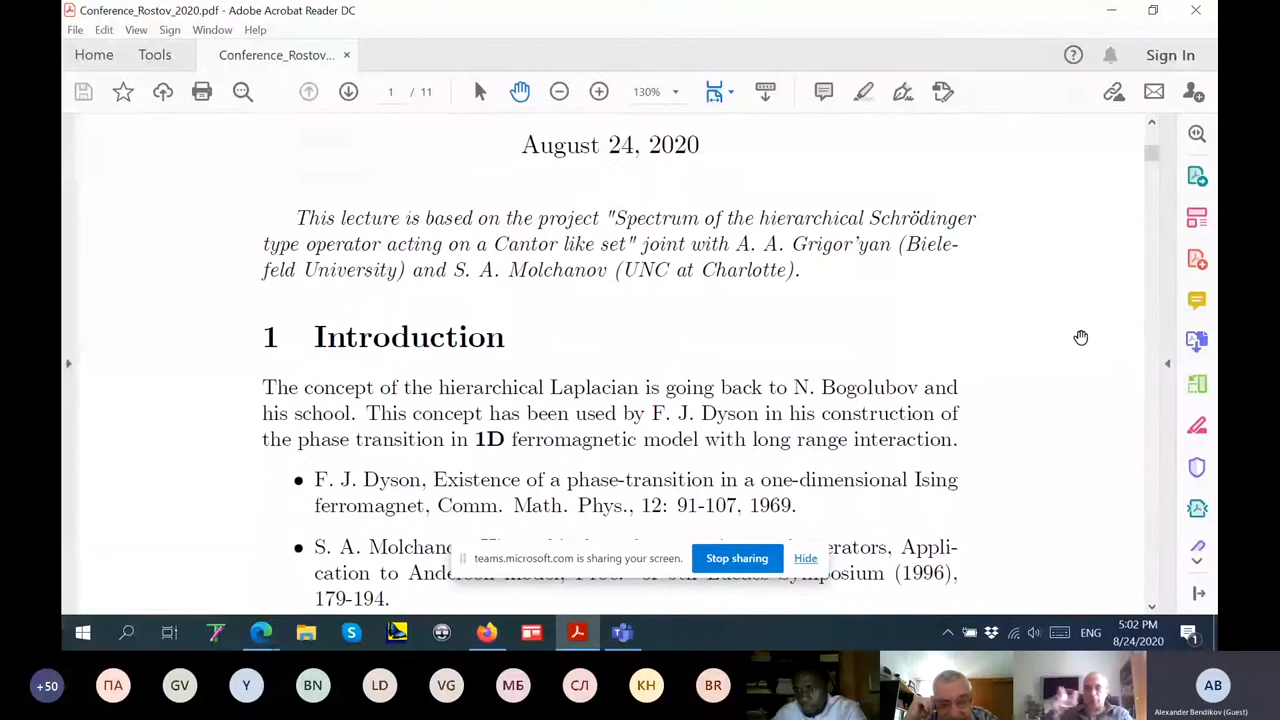 Conference_Rostov_2020.pdf - Adobe Acrobat Reader DC
File Edit View Sign Window Help
Home Tools Conference_Rostov... × Sign In
1 / 11 130%
August 24, 2020
This lecture is based on the project "Spectrum of the hierarchical Schrödinger
type operator acting on a Cantor like set" joint with A. A. Grigor'yan (Biele-
feld University) and S. A. Molchanov (UNC at Charlotte).
1 Introduction
The concept of the hierarchical Laplacian is going back to N. Bogolubov and
his school. This concept has been used by F. J. Dyson in his construction of
the phase transition in 1D ferromagnetic model with long range interaction.
• F. J. Dyson, Existence of a phase-transition in a one-dimensional Ising
ferromagnet, Comm. Math. Phys., 12: 91-107, 1969.
• S. A. Molchano
erators, Appli-
cation to
Symposium (1996),
179-194.
teams.microsoft.com is sharing your screen. Stop sharing Hide
ENG 5:02 PM
8/24/2020
+50 ПА GV Y BN LD VG МБ СЛ КН BR AB
Alexander Bendikov (Guest)